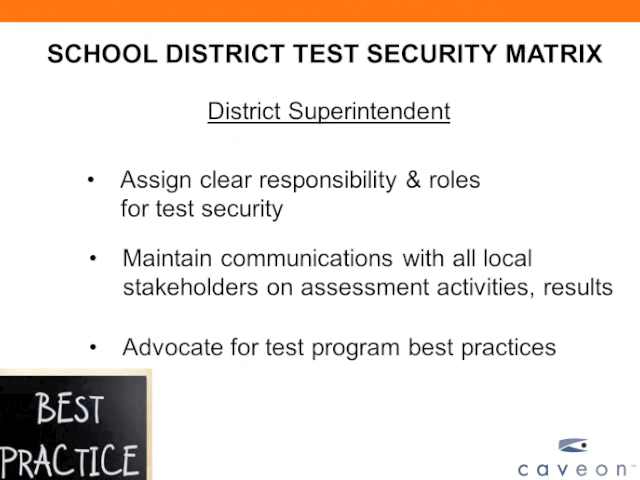 SCHOOL DISTRICT TEST SECURITY MATRIX
District Superintendent
• Assign clear responsibility & roles
for test security
• Maintain communications with all local
stakeholders on assessment activities, results
• Advocate for test program best practices
BEST
PRACTICE
caveon™